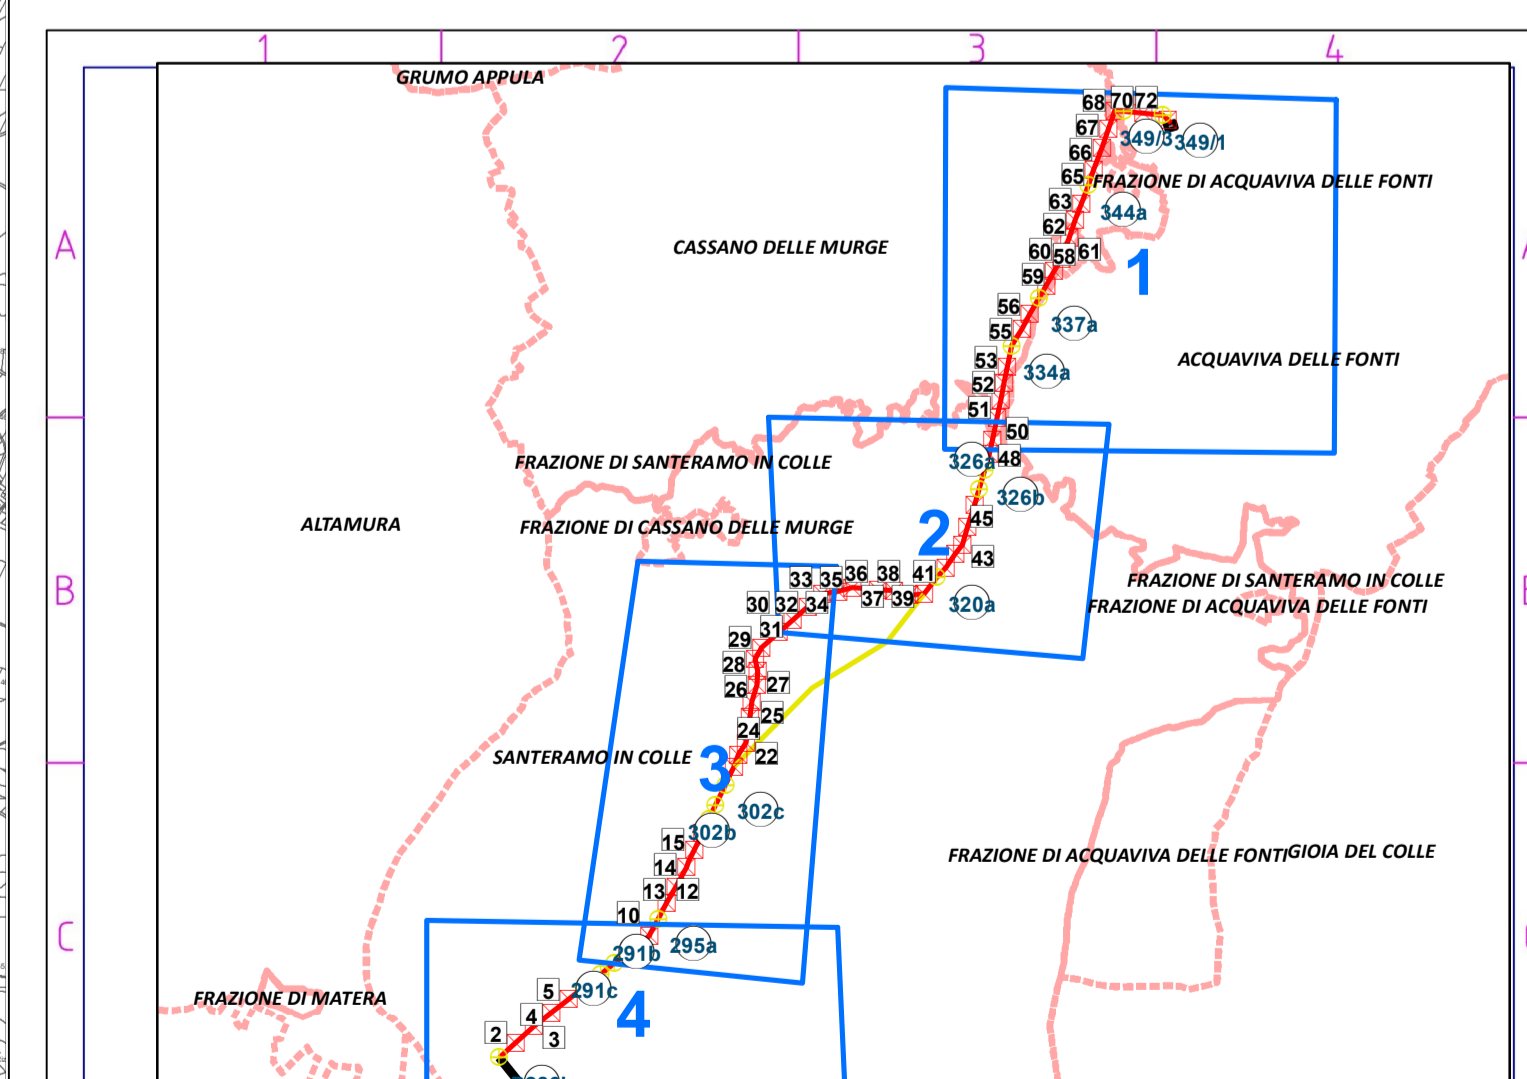 1 2 3 4
GRUMO APPULA
68 70 72
67 349/3 349/1
66
65 FRAZIONE DI ACQUAVIVA DELLE FONTI
63 344a
62
A CASSANO DELLE MURGE 60 58 61
59 1
56
55 337a
53 ACQUAVIVA DELLE FONTI
52 334a
51
50
FRAZIONE DI SANTERAMO IN COLLE 326a 48
326b
ALTAMURA FRAZIONE DI CASSANO DELLE MURGE 2 45
43
33 35 36 38 41 FRAZIONE DI SANTERAMO IN COLLE
B 30 32 34 37 39 320a FRAZIONE DI ACQUAVIVA DELLE FONTI
31
29
28
26 27
25
24
SANTERAMO IN COLLE 3 22
302c
302b
15
14 FRAZIONE DI ACQUAVIVA DELLE FONTI GIOIA DEL COLLE
13 12
10
C 291b 295a
5 291c
FRAZIONE DI MATERA
4 4
2 3